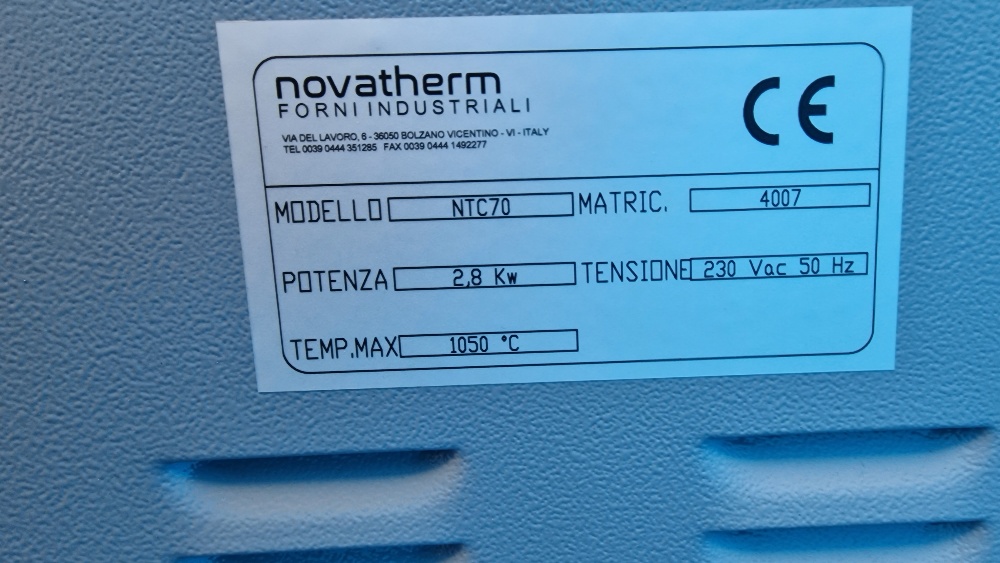 novatherm
FORNI INDUSTRIALI
VIA DEL LAVORO, 6 - 36050 BOLZANO VICENTINO - VI - ITALY
TEL 0039 0444 351285 FAX 0039 0444 1492277
CE
MODELLO NTC70 MATRIC. 4007
POTENZA 2,8 Kw TENSIONE 230 Vac 50 Hz
TEMP.MAX 1050 °C